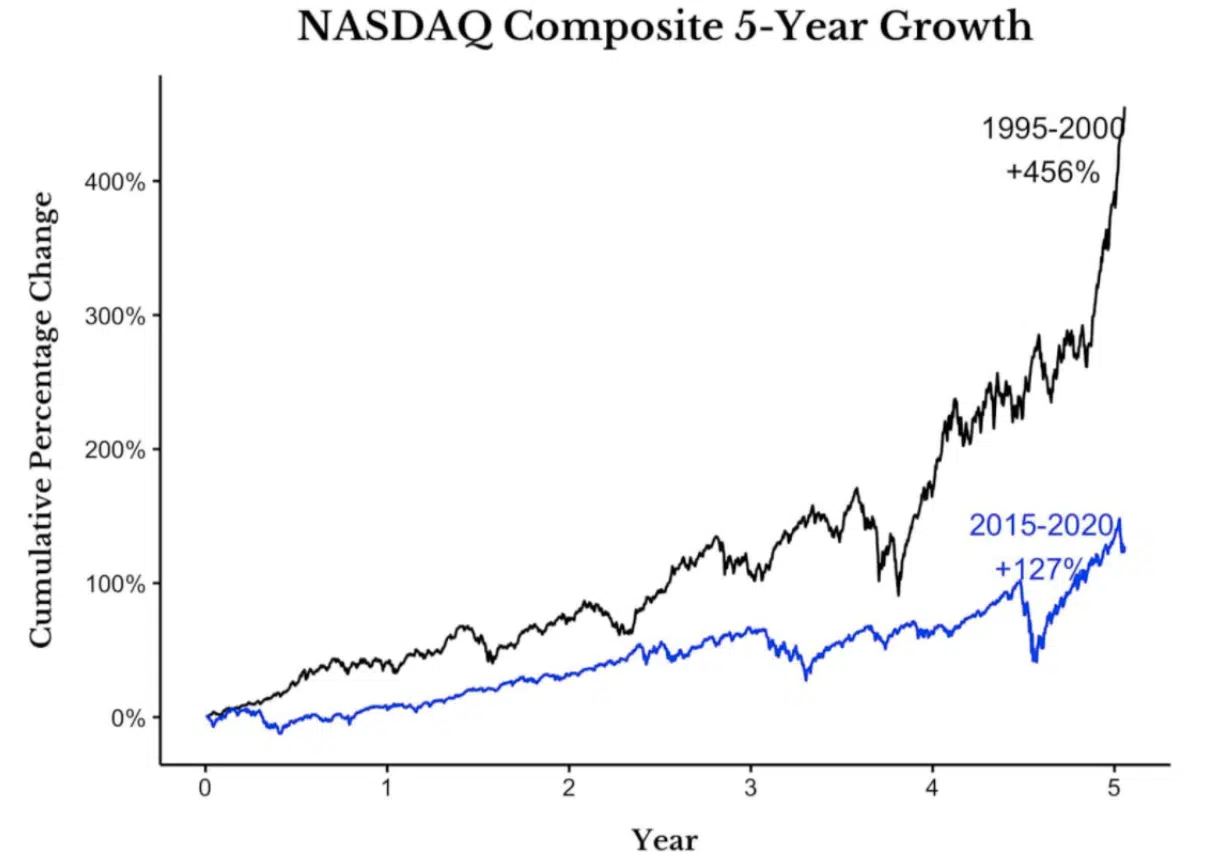 NASDAQ Composite 5-Year Growth
Cumulative Percentage Change
400%
300%
200%
100%
0%
1995-2000
+456%
2015-2020
+127%
0 1 2 3 4 5
Year